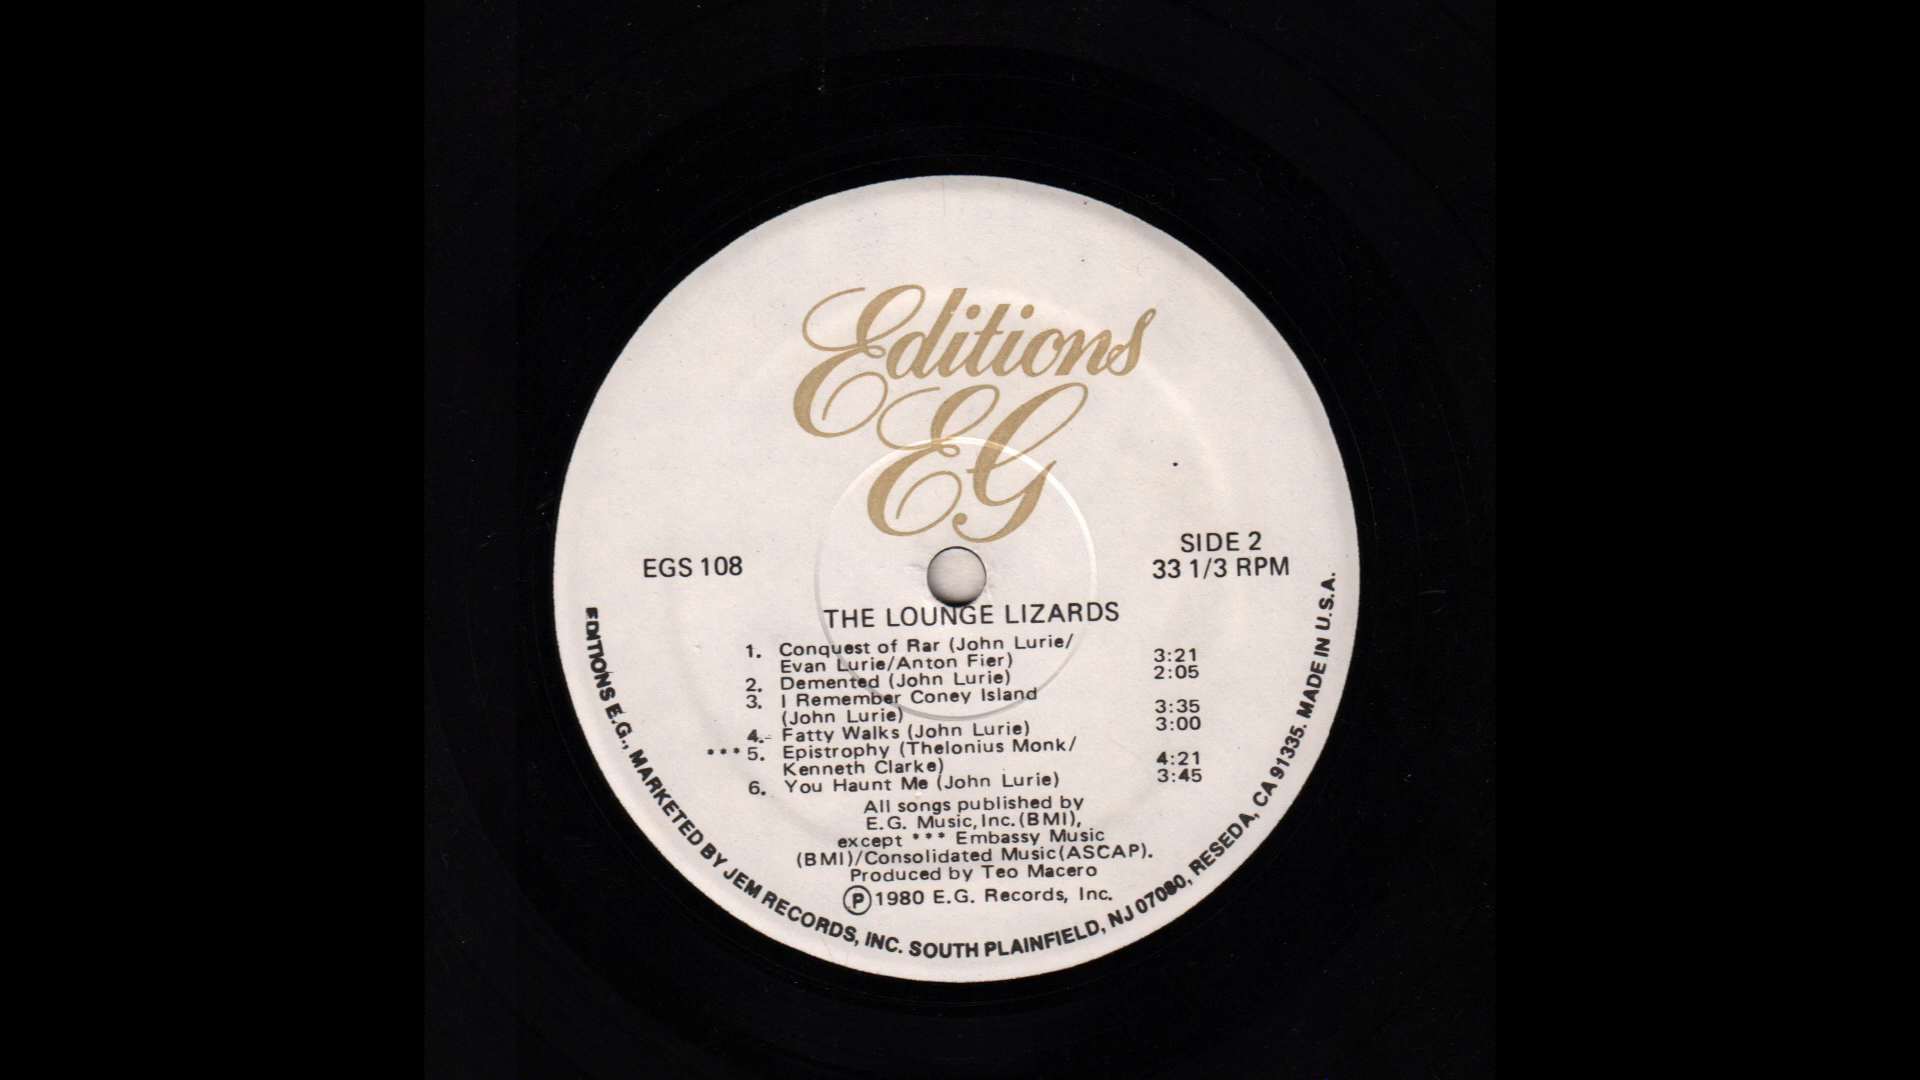 Editions
EG
EGS 108
SIDE 2
33 1/3 RPM
THE LOUNGE LIZARDS
1. Conquest of Rar (John Lurie/
Evan Lurie/Anton Fier) 3:21
2. Demented (John Lurie) 2:05
3. I Remember Coney Island
(John Lurie) 3:35
4. Fatty Walks (John Lurie) 3:00
***5. Epistrophy (Thelonius Monk/
Kenneth Clarke) 4:21
6. You Haunt Me (John Lurie) 3:45
All songs published by
E.G. Music, Inc. (BMI),
except *** Embassy Music
(BMI)/Consolidated Music (ASCAP).
Produced by Teo Macero
Ⓟ 1980 E.G. Records, Inc.
EDITIONS E.G., MARKETED BY JEM RECORDS, INC. SOUTH PLAINFIELD, NJ 07080, RESEDA, CA 91335. MADE IN U.S.A.